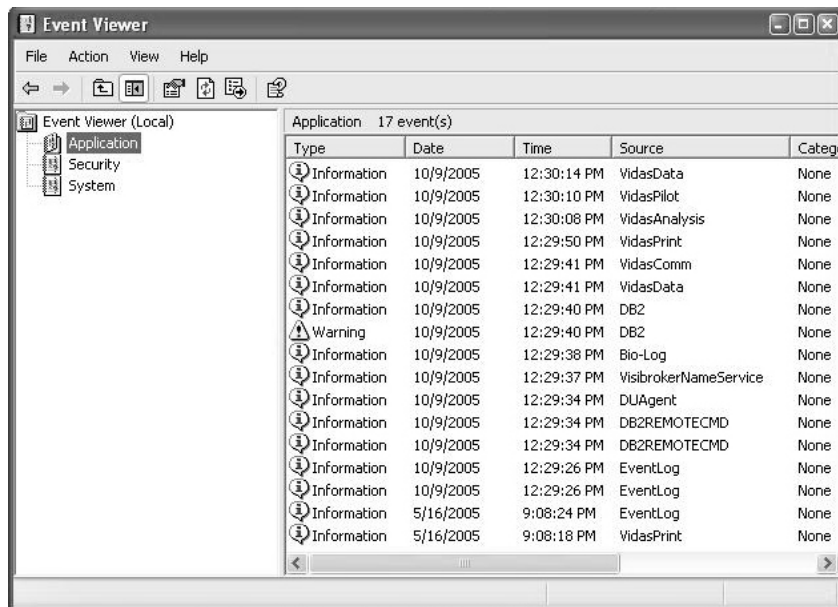 Event Viewer
File Action View Help
Event Viewer (Local)
Application
Security
System
Application 17 event(s)
Type Date Time Source Categ
Information 10/9/2005 12:30:14 PM VidasData None
Information 10/9/2005 12:30:10 PM VidasPilot None
Information 10/9/2005 12:30:08 PM VidasAnalysis None
Information 10/9/2005 12:29:50 PM VidasPrint None
Information 10/9/2005 12:29:41 PM VidasComm None
Information 10/9/2005 12:29:41 PM VidasData None
Information 10/9/2005 12:29:40 PM DB2 None
Warning 10/9/2005 12:29:40 PM DB2 None
Information 10/9/2005 12:29:38 PM Bio-Log None
Information 10/9/2005 12:29:37 PM VisibrokerNameService None
Information 10/9/2005 12:29:34 PM DUAgent None
Information 10/9/2005 12:29:34 PM DB2REMOTECMD None
Information 10/9/2005 12:29:34 PM DB2REMOTECMD None
Information 10/9/2005 12:29:26 PM EventLog None
Information 10/9/2005 12:29:26 PM EventLog None
Information 5/16/2005 9:08:24 PM EventLog None
Information 5/16/2005 9:08:18 PM VidasPrint None